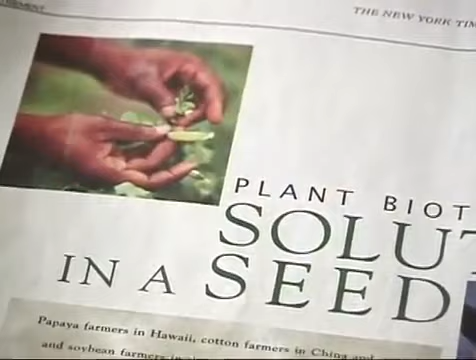 THE NEW YORK TIM
PLANT BIOT
SOLUT
IN A SEED
Papaya farmers in Hawaii, cotton farmers in China and
and soybean farmers in